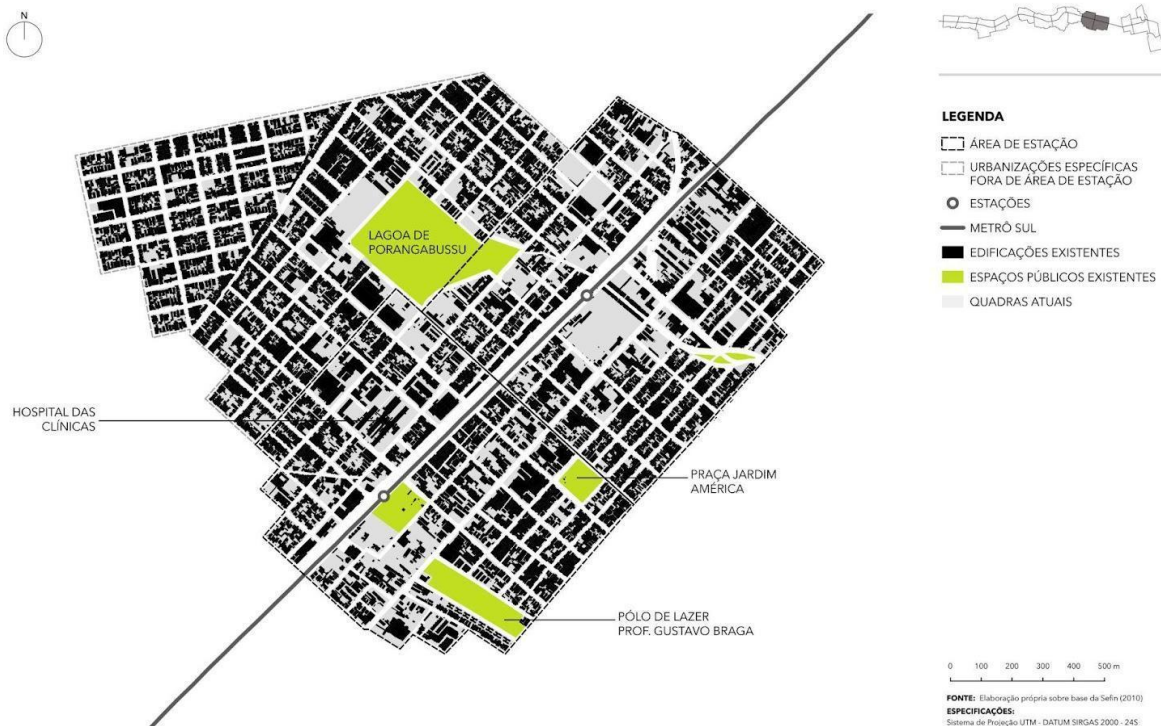 N
LAGOA DE
PORANGABUSSU
HOSPITAL DAS
CLÍNICAS
PRAÇA JARDIM
AMÉRICA
PÓLO DE LAZER
PROF. GUSTAVO BRAGA
LEGENDA
ÁREA DE ESTAÇÃO
URBANIZAÇÕES ESPECÍFICAS
FORA DE ÁREA DE ESTAÇÃO
ESTAÇÕES
METRÔ SUL
EDIFICAÇÕES EXISTENTES
ESPAÇOS PÚBLICOS EXISTENTES
QUADRAS ATUAIS
0 100 200 300 400 500 m
FONTE: Elaboração própria sobre base da Sefin (2010)
ESPECIFICAÇÕES:
Sistema de Projeção UTM - DATUM SIRGAS 2000 - 24S